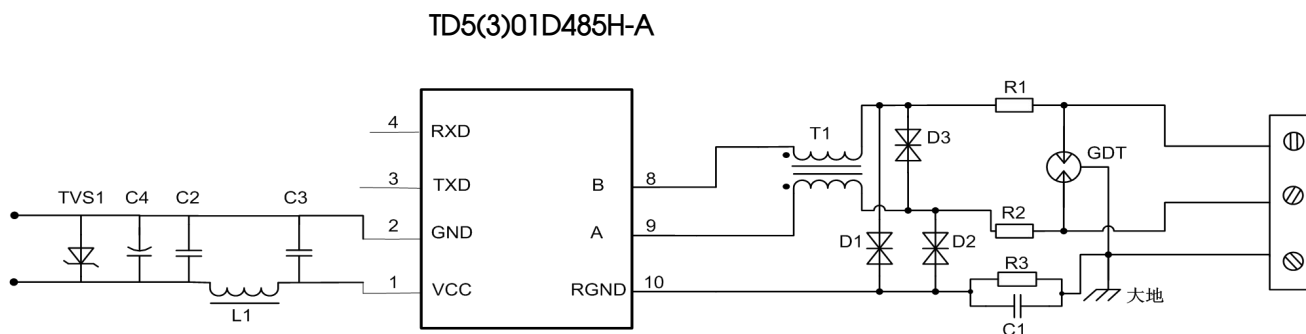 TD5(3)01D485H-A
R1
4
RXD
T1
D3
GDT
3
TXD
B
8
TVS1
C4
C2
C3
2
GND
A
9
R2
D1
D2
1
VCC
RGND
10
R3
大地
L1
C1